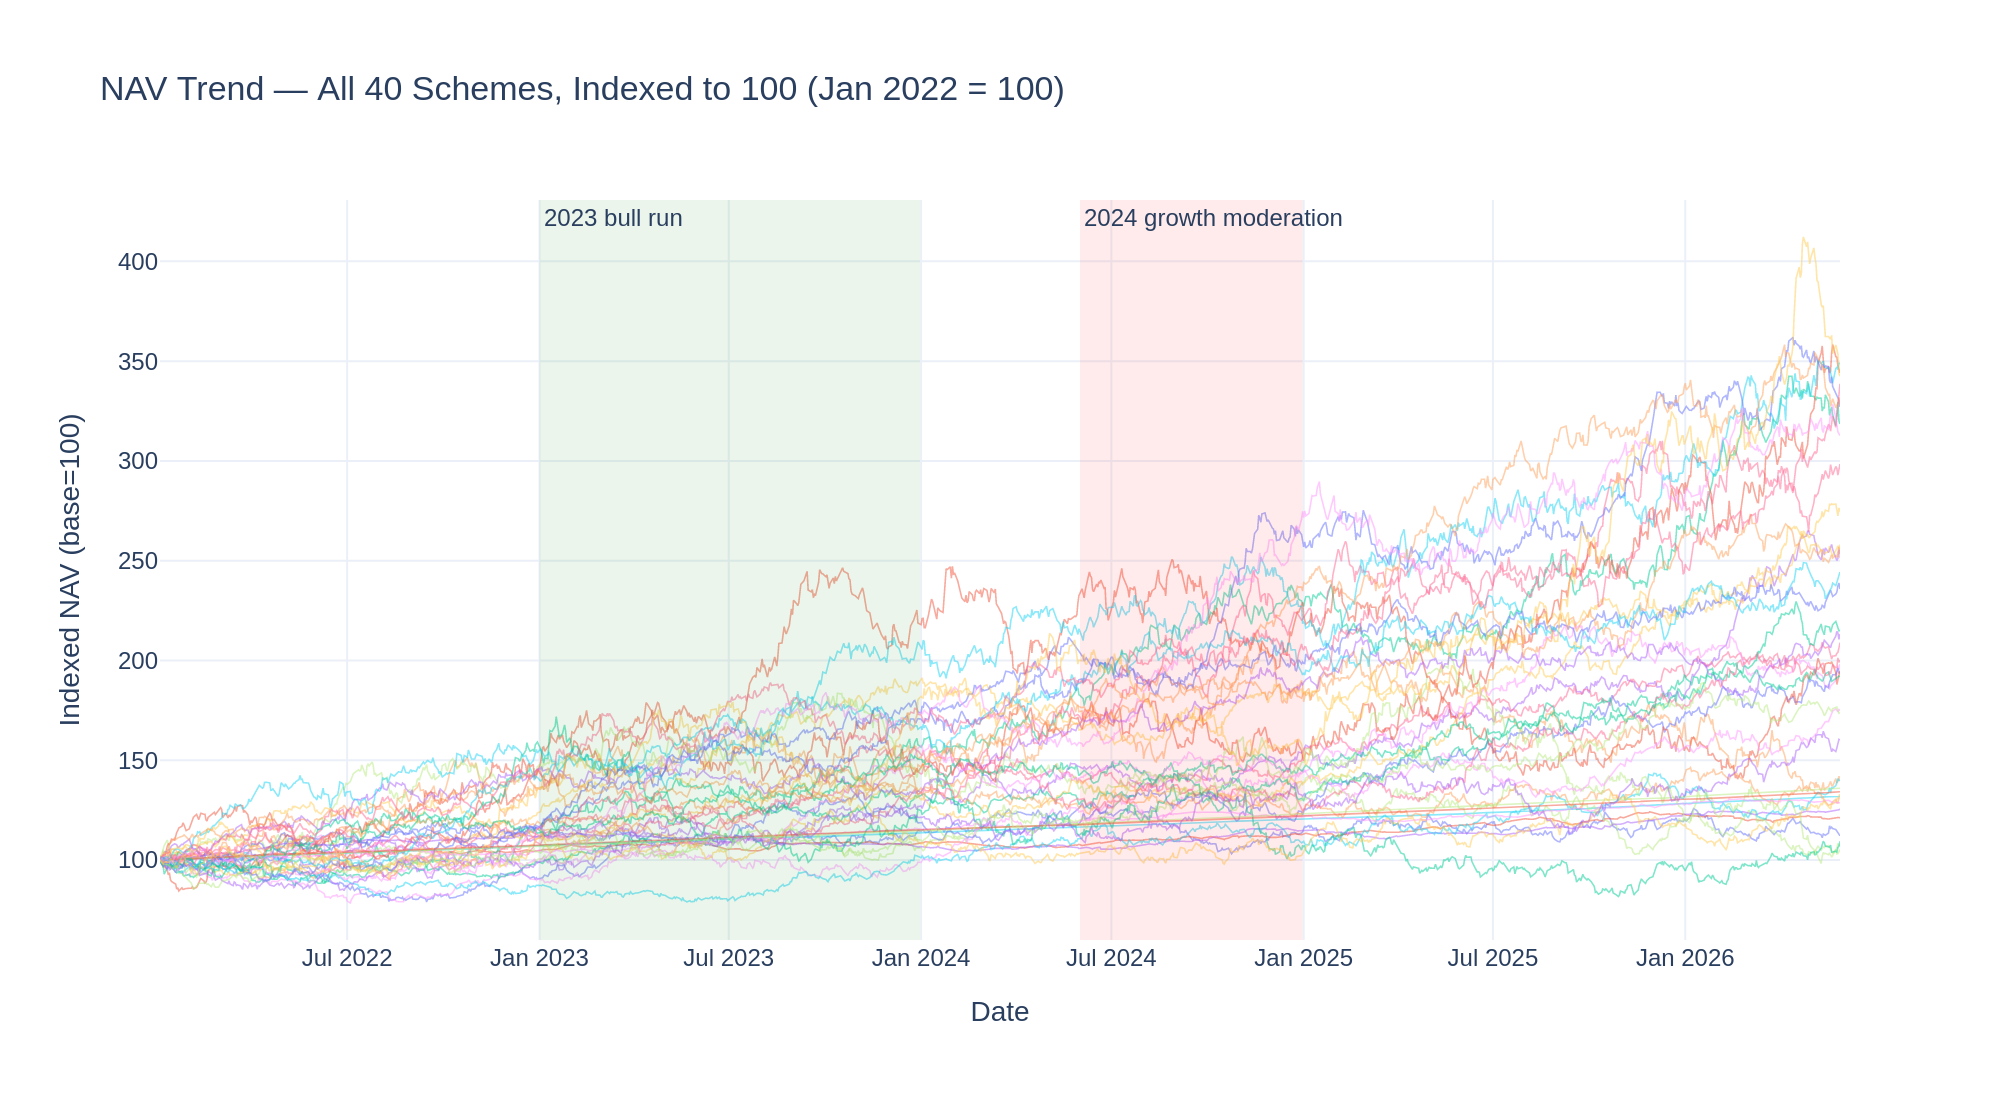 NAV Trend — All 40 Schemes, Indexed to 100 (Jan 2022 = 100)
2023 bull run
2024 growth moderation
400
350
300
250
200
150
100
Indexed NAV (base=100)
Jul 2022
Jan 2023
Jul 2023
Jan 2024
Jul 2024
Jan 2025
Jul 2025
Jan 2026
Date